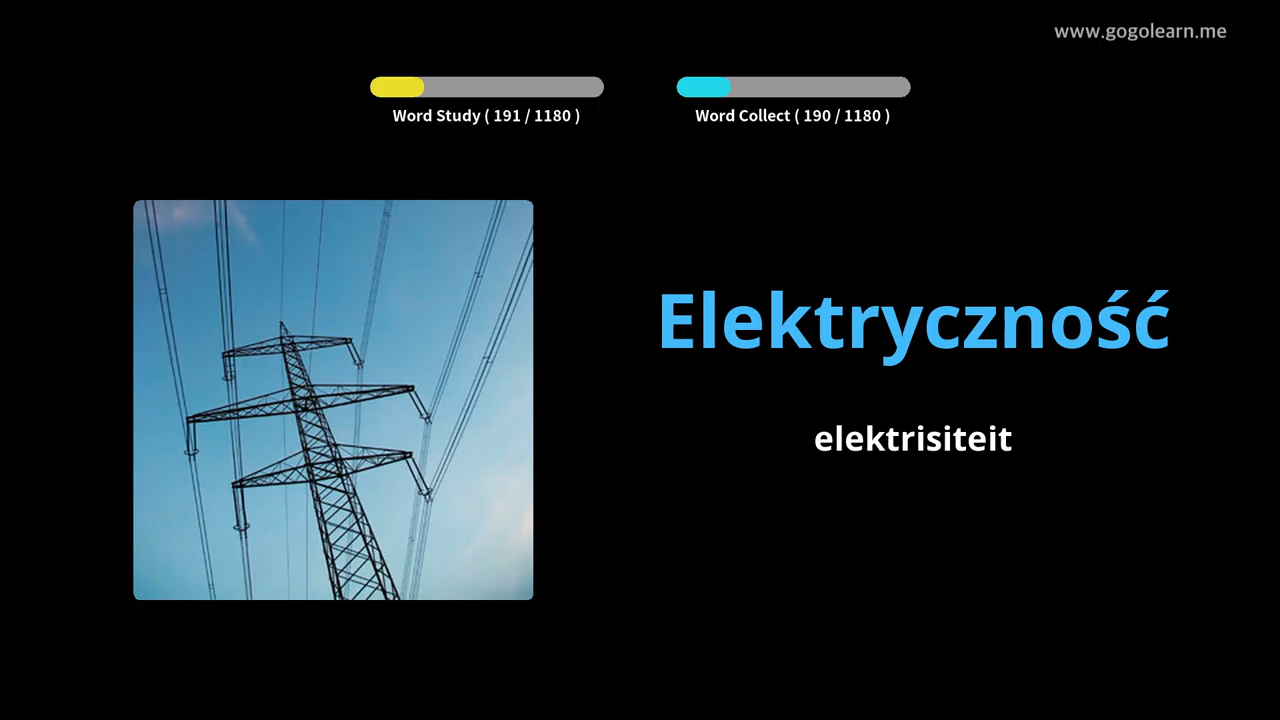 www.gogolearn.me
Word Study ( 191 / 1180 )
Word Collect ( 190 / 1180 )
Elektryczność
elektrisiteit